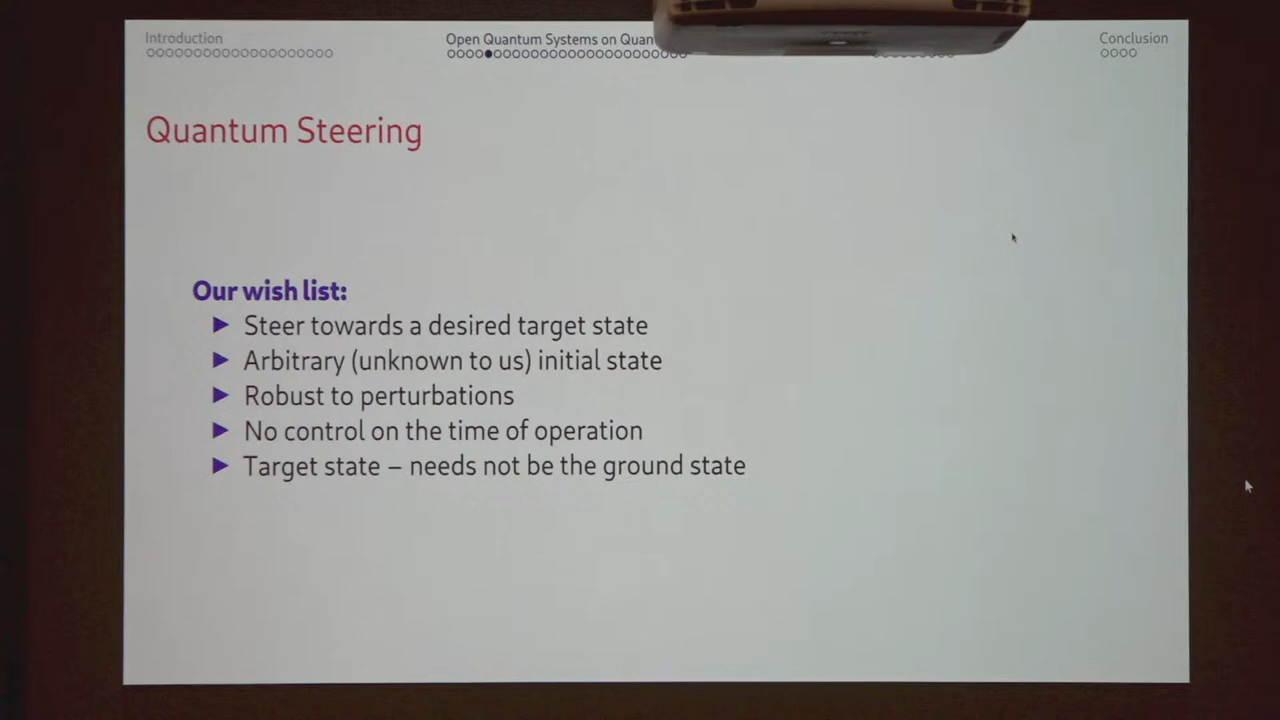 Introduction
Open Quantum Systems on
Conclusion
Quantum Steering
Our wish list:
► Steer towards a desired target state
► Arbitrary (unknown to us) initial state
► Robust to perturbations
► No control on the time of operation
► Target state – needs not be the ground state